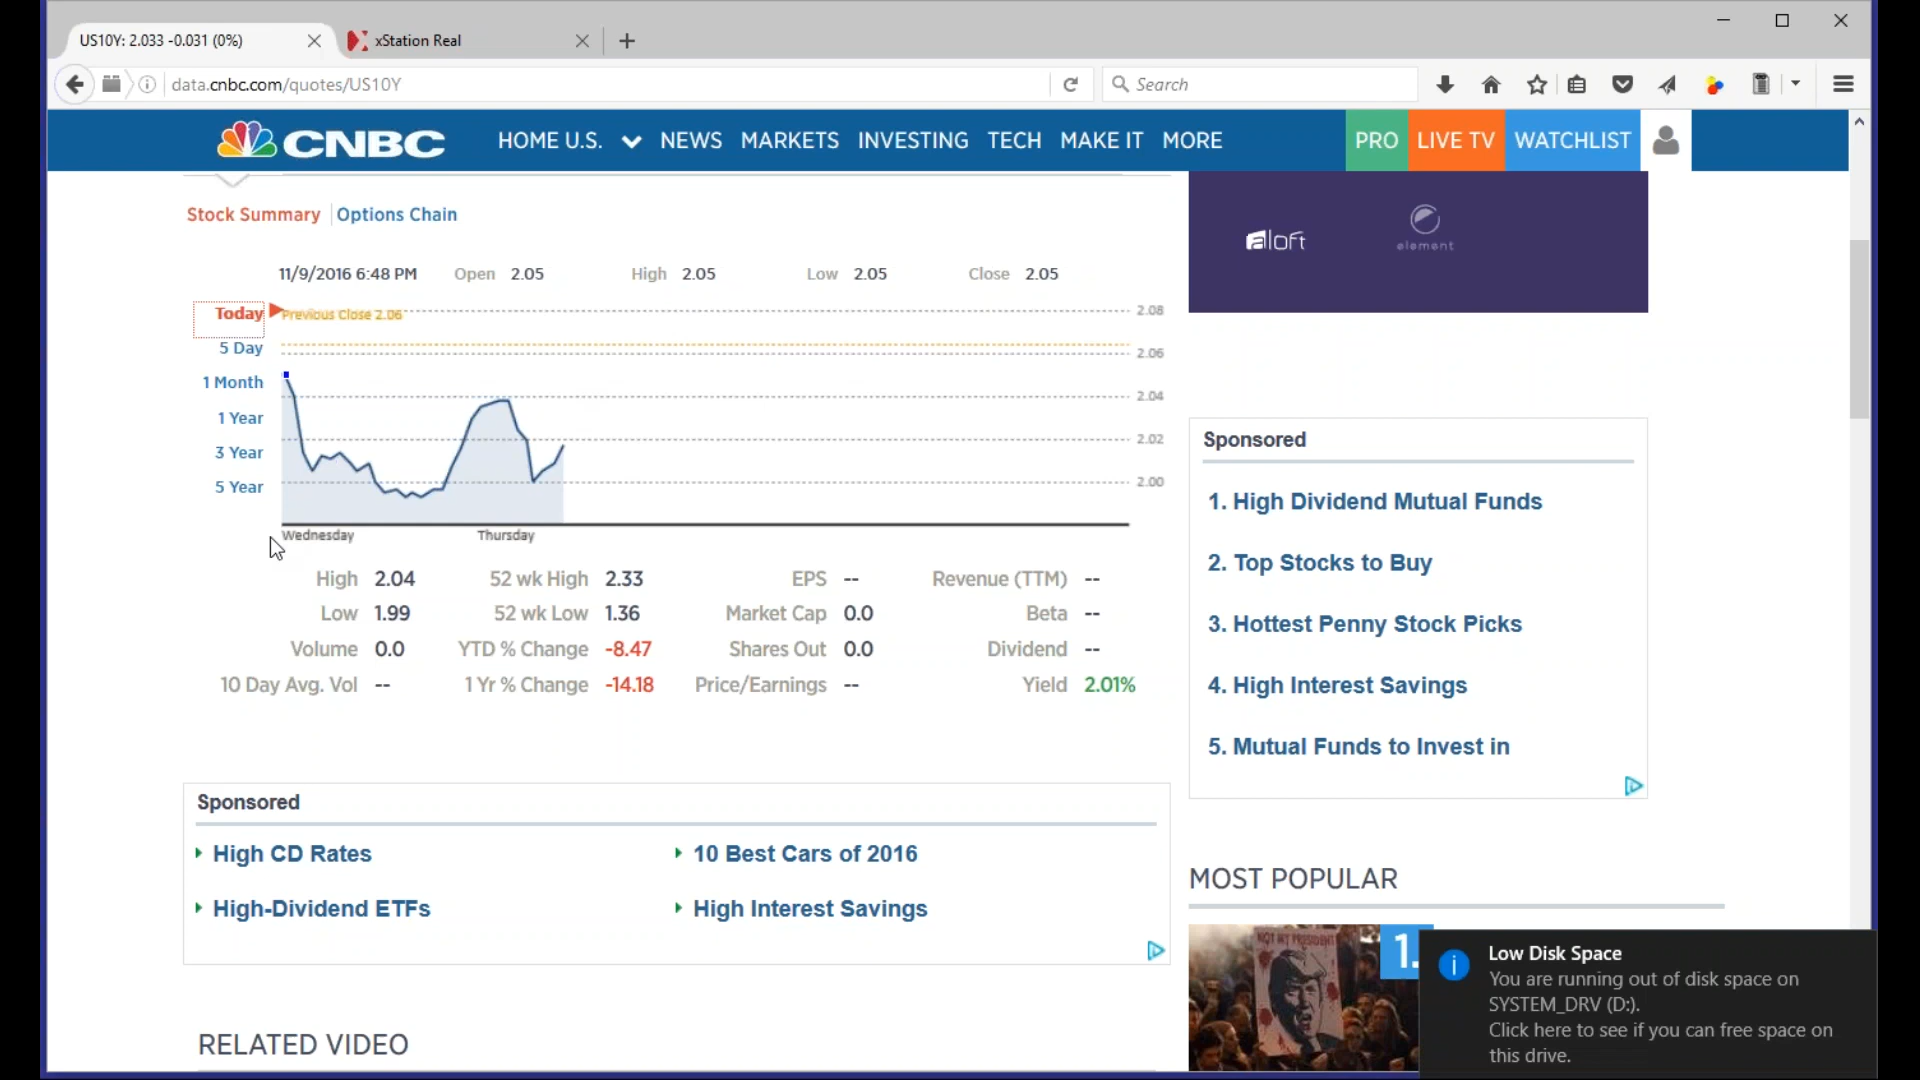 US10Y: 2.033 -0.031 (0%)
xStation Real
data.cnbc.com/quotes/US10Y
Search
CNBC
HOME U.S. NEWS MARKETS INVESTING TECH MAKE IT MORE
PRO LIVE TV WATCHLIST
Stock Summary Options Chain
aloft
element
11/9/2016 6:48 PM Open 2.05 High 2.05 Low 2.05 Close 2.05
Today
5 Day
1 Month
1 Year
3 Year
5 Year
Previous Close 2.06
2.08
2.06
2.04
2.02
2.00
Wednesday Thursday
High 2.04 52 wk High 2.33 EPS -- Revenue (TTM) --
Low 1.99 52 wk Low 1.36 Market Cap 0.0 Beta --
Volume 0.0 YTD % Change -8.47 Shares Out 0.0 Dividend --
10 Day Avg. Vol -- 1 Yr % Change -14.18 Price/Earnings -- Yield 2.01%
Sponsored
1. High Dividend Mutual Funds
2. Top Stocks to Buy
3. Hottest Penny Stock Picks
4. High Interest Savings
5. Mutual Funds to Invest in
Sponsored
High CD Rates
10 Best Cars of 2016
High-Dividend ETFs
High Interest Savings
MOST POPULAR
NOT MY PRESIDENT
1.
RELATED VIDEO
Low Disk Space
You are running out of disk space on
SYSTEM_DRV (D:).
Click here to see if you can free space on
this drive.